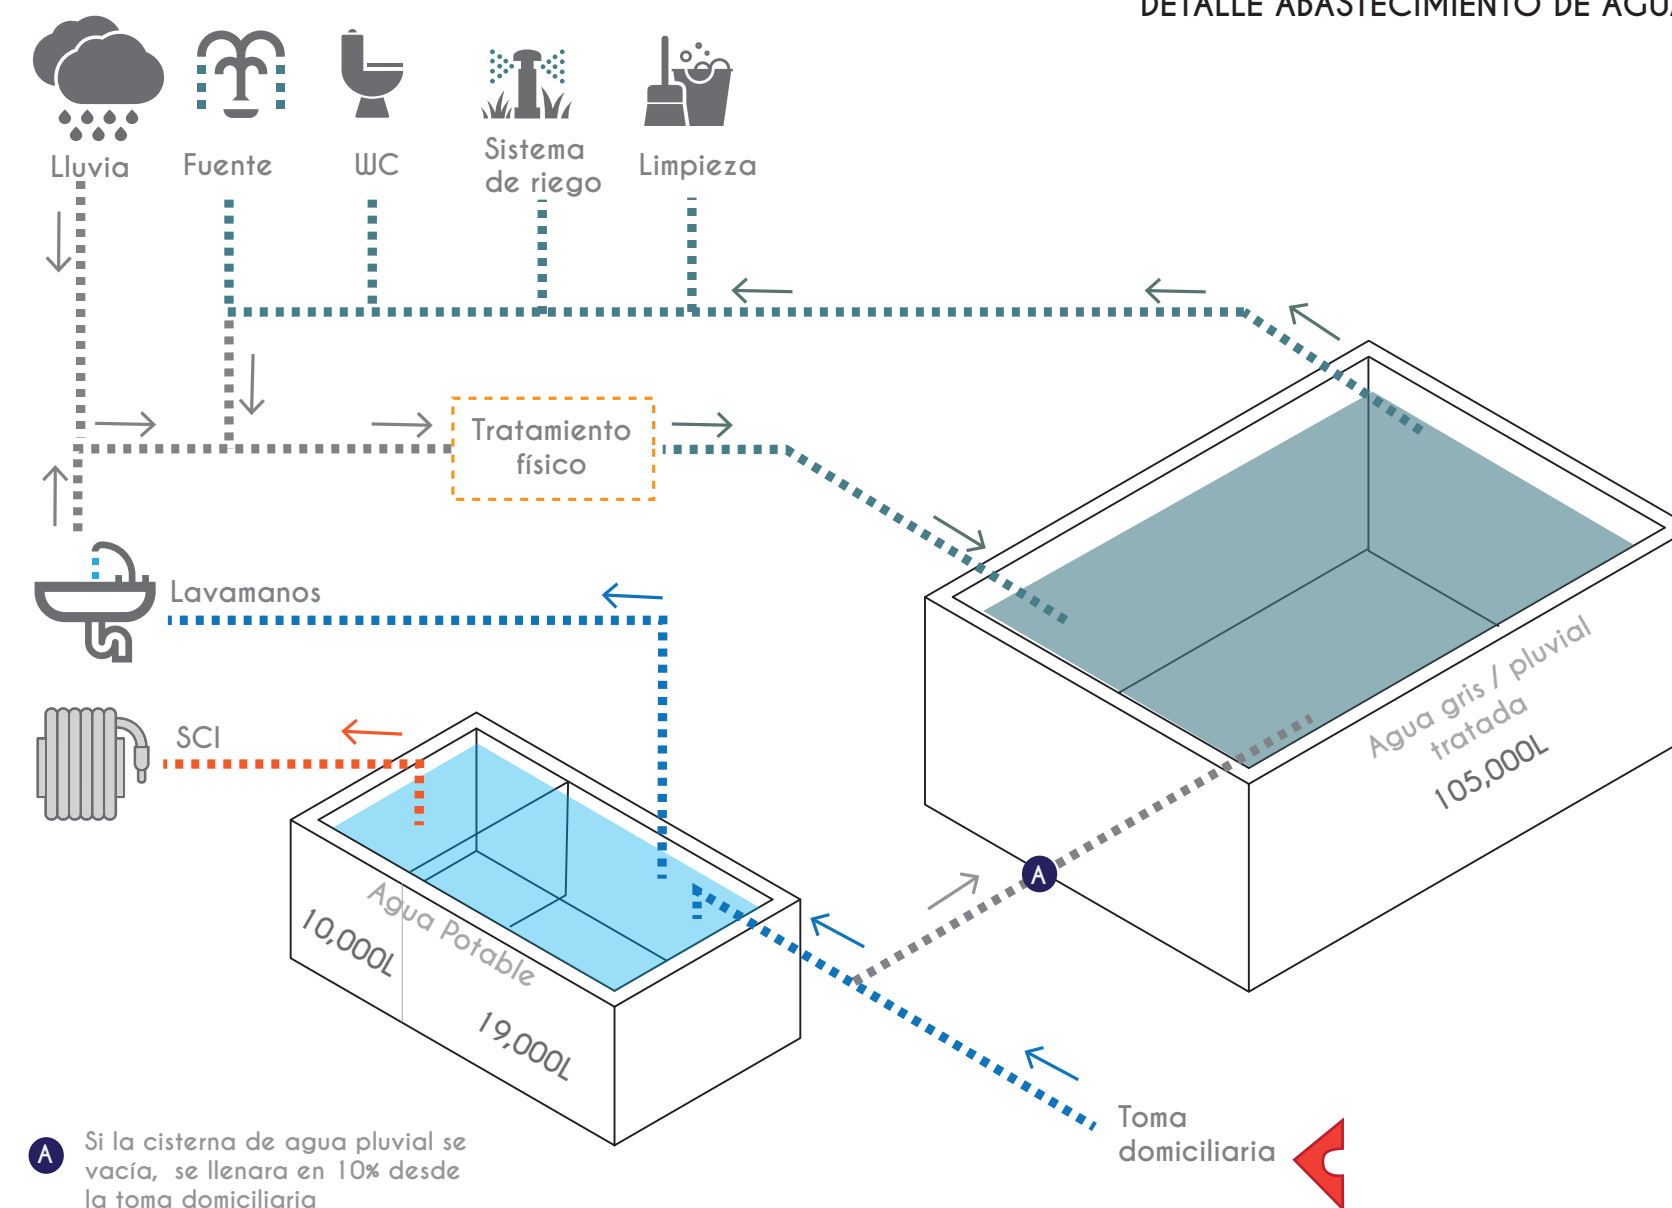 DETALLE ABASTECIMIENTO DE AGUA
Lluvia
Fuente
WC
Sistema
de riego
Limpieza
Tratamiento
físico
Lavamanos
SCI
Agua gris / pluvial
tratada
105,000L
A
Agua Potable
10,000L
19,000L
Toma
domiciliaria
A
Si la cisterna de agua pluvial se
vacía, se llenara en 10% desde
la toma domiciliaria